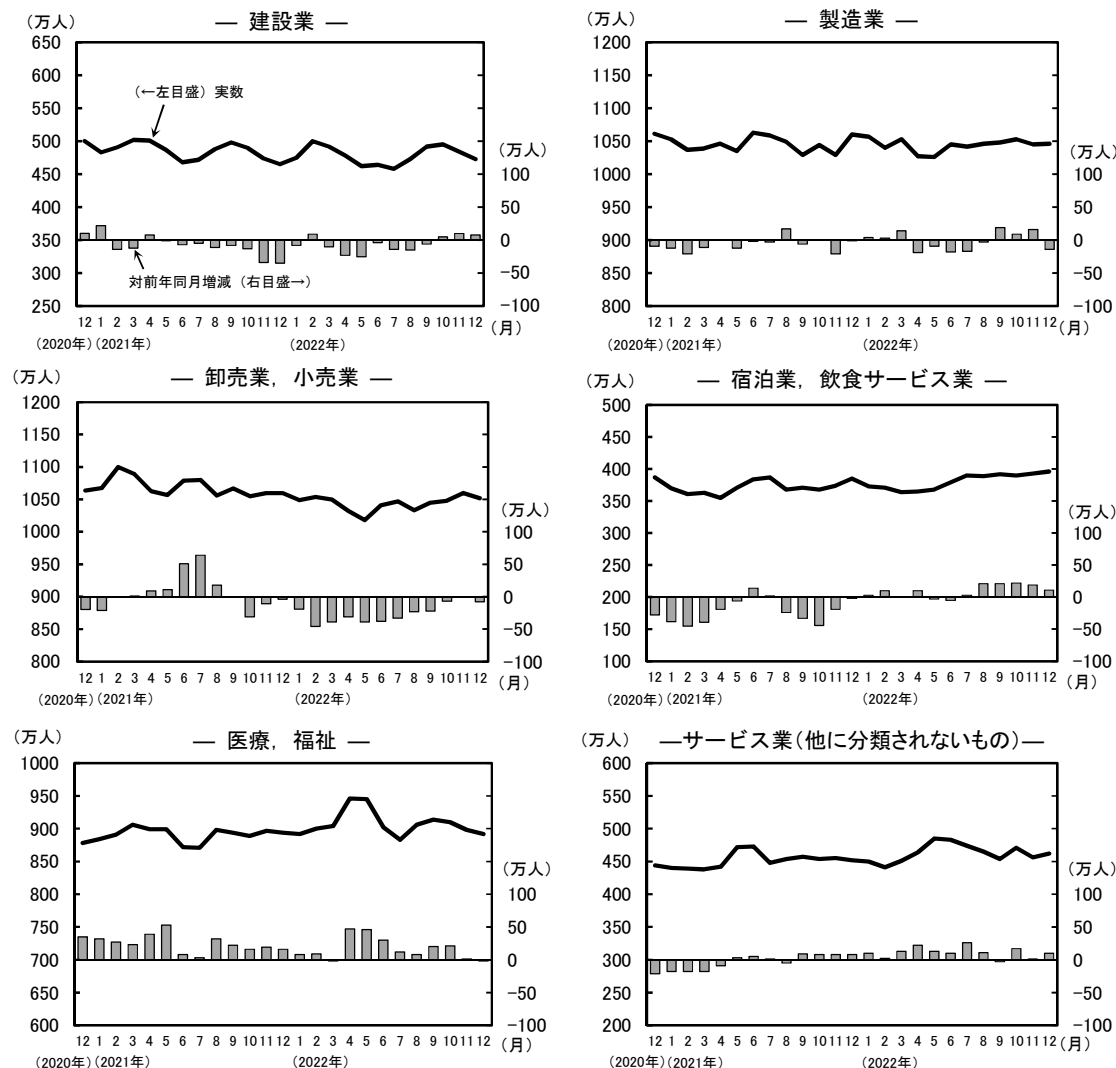 (万人)
― 建設業 ―
650
600
550
500
450
400
350
300
250
(←左目盛) 実数
対前年同月増減 (右目盛→)
(万人)
100
50
0
−50
−100
12 1 2 3 4 5 6 7 8 9 10 11 12 1 2 3 4 5 6 7 8 9 10 11 12 (月)
(2020年) (2021年) (2022年)
― 製造業 ―
(万人)
1200
1150
1100
1050
1000
950
900
850
800
(万人)
100
50
0
−50
−100
12 1 2 3 4 5 6 7 8 9 10 11 12 1 2 3 4 5 6 7 8 9 10 11 12 (月)
(2020年) (2021年) (2022年)
(万人)
― 卸売業，小売業 ―
1200
1150
1100
1050
1000
950
900
850
800
(万人)
100
50
0
−50
−100
12 1 2 3 4 5 6 7 8 9 10 11 12 1 2 3 4 5 6 7 8 9 10 11 12 (月)
(2020年) (2021年) (2022年)
(万人)
― 宿泊業，飲食サービス業 ―
500
450
400
350
300
250
200
150
100
(万人)
100
50
0
−50
−100
12 1 2 3 4 5 6 7 8 9 10 11 12 1 2 3 4 5 6 7 8 9 10 11 12 (月)
(2020年) (2021年) (2022年)
(万人)
― 医療，福祉 ―
1000
950
900
850
800
750
700
650
600
(万人)
100
50
0
−50
−100
12 1 2 3 4 5 6 7 8 9 10 11 12 1 2 3 4 5 6 7 8 9 10 11 12 (月)
(2020年) (2021年) (2022年)
(万人)
―サービス業(他に分類されないもの)―
600
550
500
450
400
350
300
250
200
(万人)
100
50
0
−50
−100
12 1 2 3 4 5 6 7 8 9 10 11 12 1 2 3 4 5 6 7 8 9 10 11 12 (月)
(2020年) (2021年) (2022年)